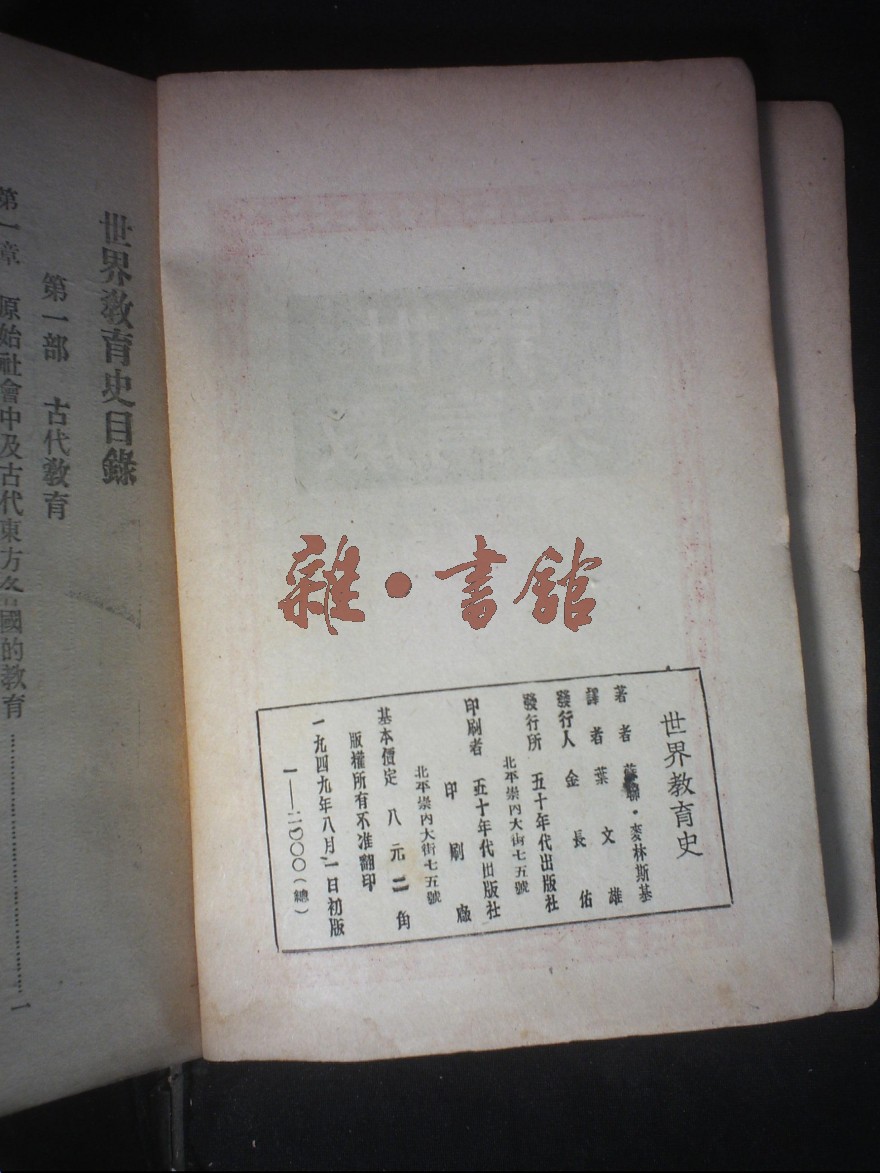 世界教育史目錄
第一部 古代教育
第一章 原始社會中及古代東方各國的教育……………………一
雜·書館
世界教育史
著者 蘇聯·麥林斯基
譯者 葉文雄
發行人 金長佑
發行所 五十年代出版社
北平崇內大街七五號
印刷者 五十年代出版社
印刷廠
北平崇內大街七五號
基本價定 八元二角
版權所有不准翻印
一九四九年八月一日初版
一—二〇〇〇(總)